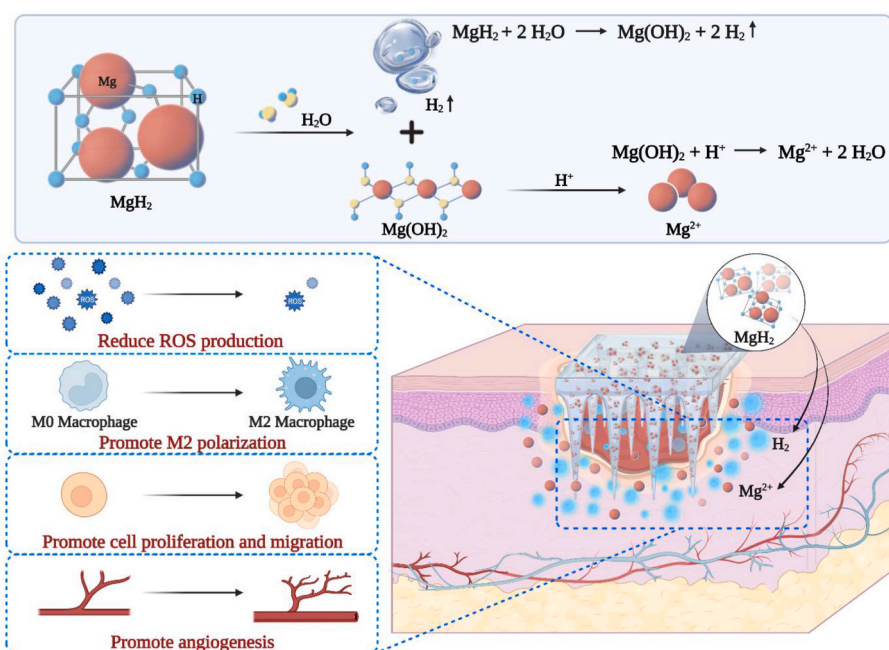 MgH₂ + 2 H₂O ⟶ Mg(OH)₂ + 2 H₂↑
Mg
H
H₂O
H₂↑
+
MgH₂
Mg(OH)₂ + H⁺ ⟶ Mg²⁺ + 2 H₂O
H⁺
Mg(OH)₂
Mg²⁺
ROS
ROS
Reduce ROS production
M0 Macrophage
M2 Macrophage
Promote M2 polarization
Promote cell proliferation and migration
Promote angiogenesis
MgH₂
H₂
Mg²⁺